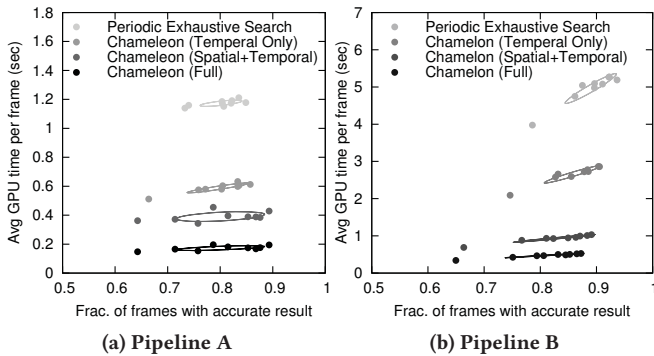 Periodic Exhaustive Search
Chameleon (Temperal Only)
Chameleon (Spatial+Temporal)
Chameleon (Full)
Avg GPU time per frame (sec)
1.8
1.6
1.4
1.2
1
0.8
0.6
0.4
0.2
0
0.5 0.6 0.7 0.8 0.9 1
Frac. of frames with accurate result
(a) Pipeline A
Periodic Exhaustive Search
Chamelon (Temperal Only)
Chamelon (Spatial+Temporal)
Chamelon (Full)
Avg GPU time per frame (sec)
7
6
5
4
3
2
1
0
0.5 0.6 0.7 0.8 0.9 1
Frac. of frames with accurate result
(b) Pipeline B